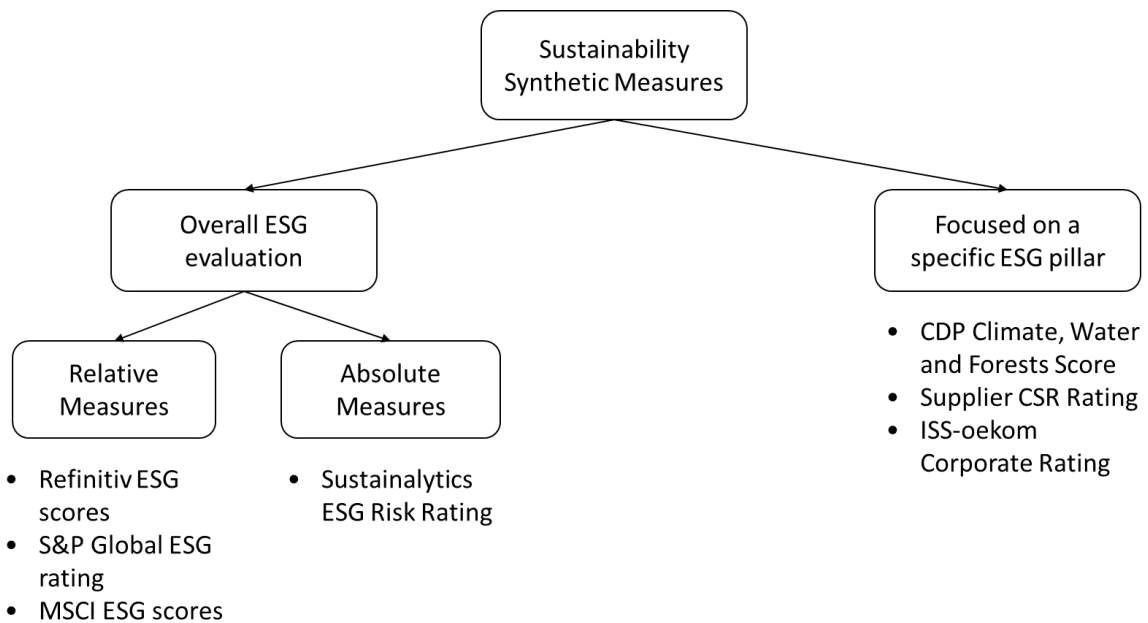 Sustainability
Synthetic Measures
Overall ESG
evaluation
Focused on a
specific ESG pillar
Relative
Measures
Absolute
Measures
• CDP Climate, Water
and Forests Score
• Supplier CSR Rating
• ISS-oekom
Corporate Rating
• Refinitiv ESG
scores
• S&P Global ESG
rating
• MSCI ESG scores
• Sustainalytics
ESG Risk Rating